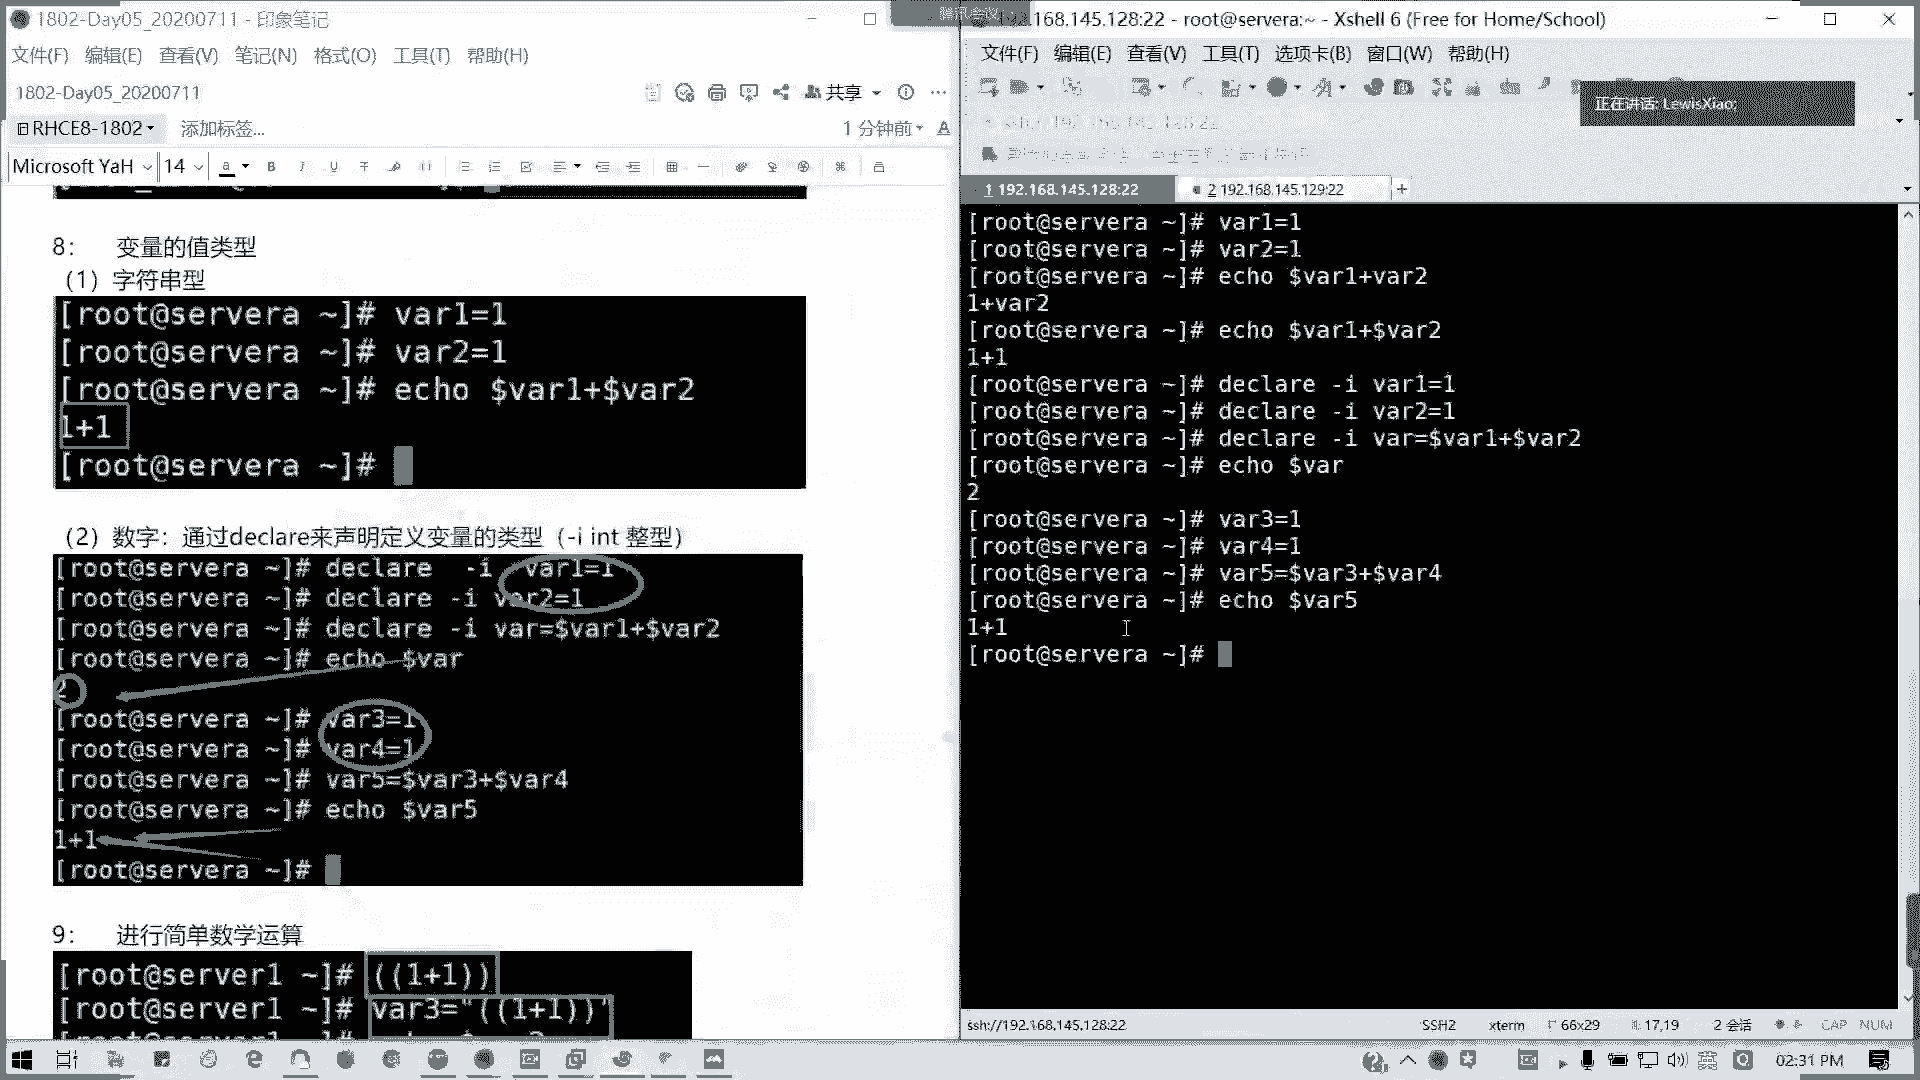 1802-Day05_20200711 - 印象笔记
文件(F) 编辑(E) 查看(V) 笔记(N) 格式(O) 工具(T) 帮助(H)
1802-Day05_20200711
共享
RHCE8-1802 添加标签...
1 分钟前
Microsoft YaH 14
8: 变量的值类型
（1）字符串型
[root@servera ~]# var1=1
[root@servera ~]# var2=1
[root@servera ~]# echo $var1+$var2
1+1
[root@servera ~]#
（2）数字：通过declare来声明定义变量的类型（-i int 整型）
[root@servera ~]# declare -i var1=1
[root@servera ~]# declare -i var2=1
[root@servera ~]# declare -i var=$var1+$var2
[root@servera ~]# echo $var
2
[root@servera ~]# var3=1
[root@servera ~]# var4=1
[root@servera ~]# var5=$var3+$var4
[root@servera ~]# echo $var5
1+1
[root@servera ~]#
9: 进行简单数学运算
[root@server1 ~]# ((1+1))
[root@server1 ~]# var3="((1+1))"
腾讯会议
192.168.145.128:22 - root@servera:~ - Xshell 6 (Free for Home/School)
文件(F) 编辑(E) 查看(V) 工具(T) 选项卡(B) 窗口(W) 帮助(H)
正在讲话: LewisXiao;
ssh://192.168.145.128:22
1 192.168.145.128:22
2 192.168.145.129:22
[root@servera ~]# var1=1
[root@servera ~]# var2=1
[root@servera ~]# echo $var1+var2
1+var2
[root@servera ~]# echo $var1+$var2
1+1
[root@servera ~]# declare -i var1=1
[root@servera ~]# declare -i var2=1
[root@servera ~]# declare -i var=$var1+$var2
[root@servera ~]# echo $var
2
[root@servera ~]# var3=1
[root@servera ~]# var4=1
[root@servera ~]# var5=$var3+$var4
[root@servera ~]# echo $var5
1+1
[root@servera ~]#
ssh://192.168.145.128:22 SSH2 xterm 66x29 17,19 2 会话 CAP NUM
英 02:31 PM